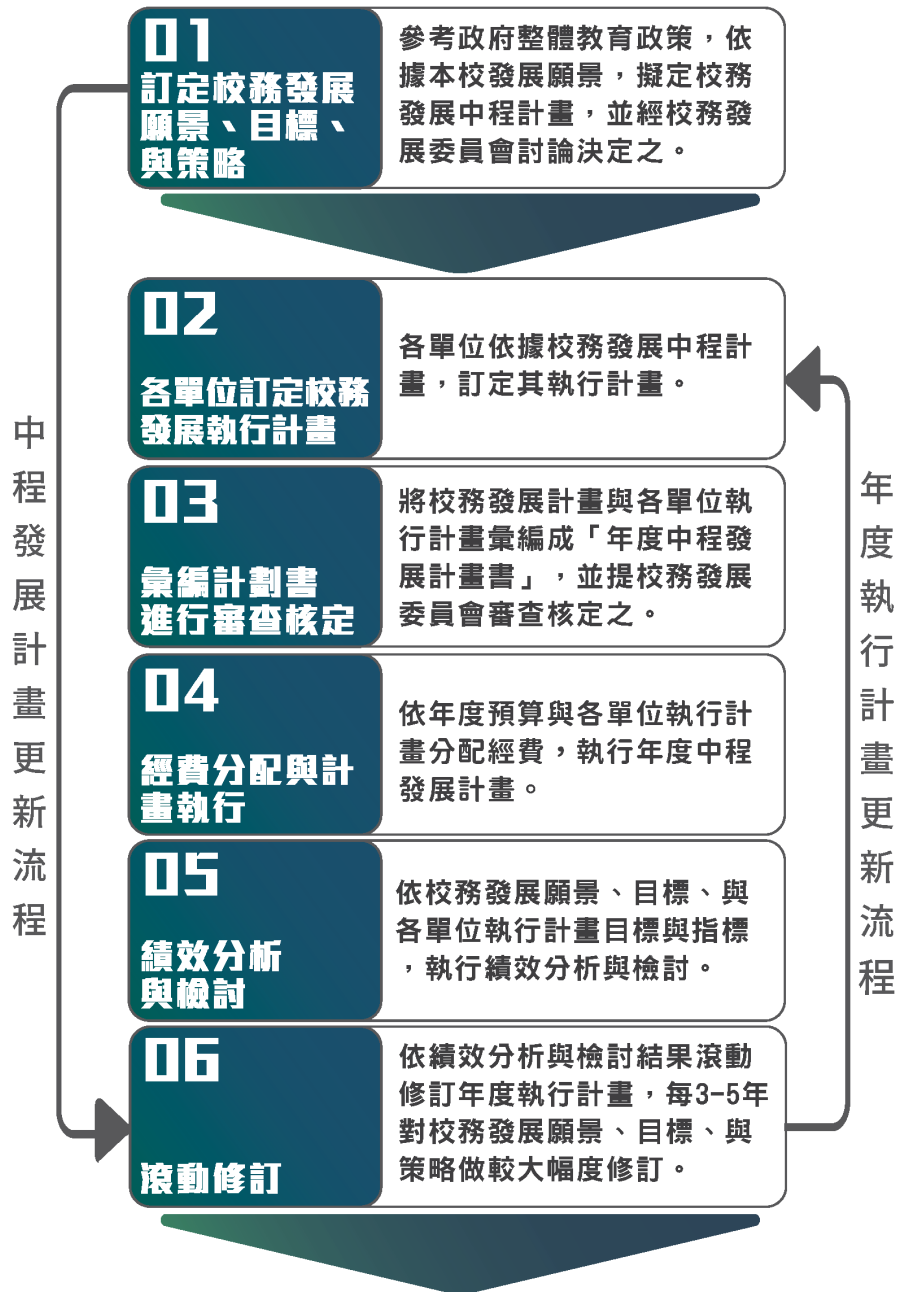 01
訂定校務發展
願景、目標、
與策略
參考政府整體教育政策，依
據本校發展願景，擬定校務
發展中程計畫，並經校務發
展委員會討論決定之。
02
各單位訂定校務
發展執行計畫
各單位依據校務發展中程計
畫，訂定其執行計畫。
03
彙編計劃書
進行審查核定
將校務發展計畫與各單位執
行計畫彙編成「年度中程發
展計畫書」，並提校務發展
委員會審查核定之。
04
經費分配與計
畫執行
依年度預算與各單位執行計
畫分配經費，執行年度中程
發展計畫。
05
績效分析
與檢討
依校務發展願景、目標、與
各單位執行計畫目標與指標
，執行績效分析與檢討。
06
滾動修訂
依績效分析與檢討結果滾動
修訂年度執行計畫，每3-5年
對校務發展願景、目標、與
策略做較大幅度修訂。
中程發展計畫更新流程
年度執行計畫更新流程